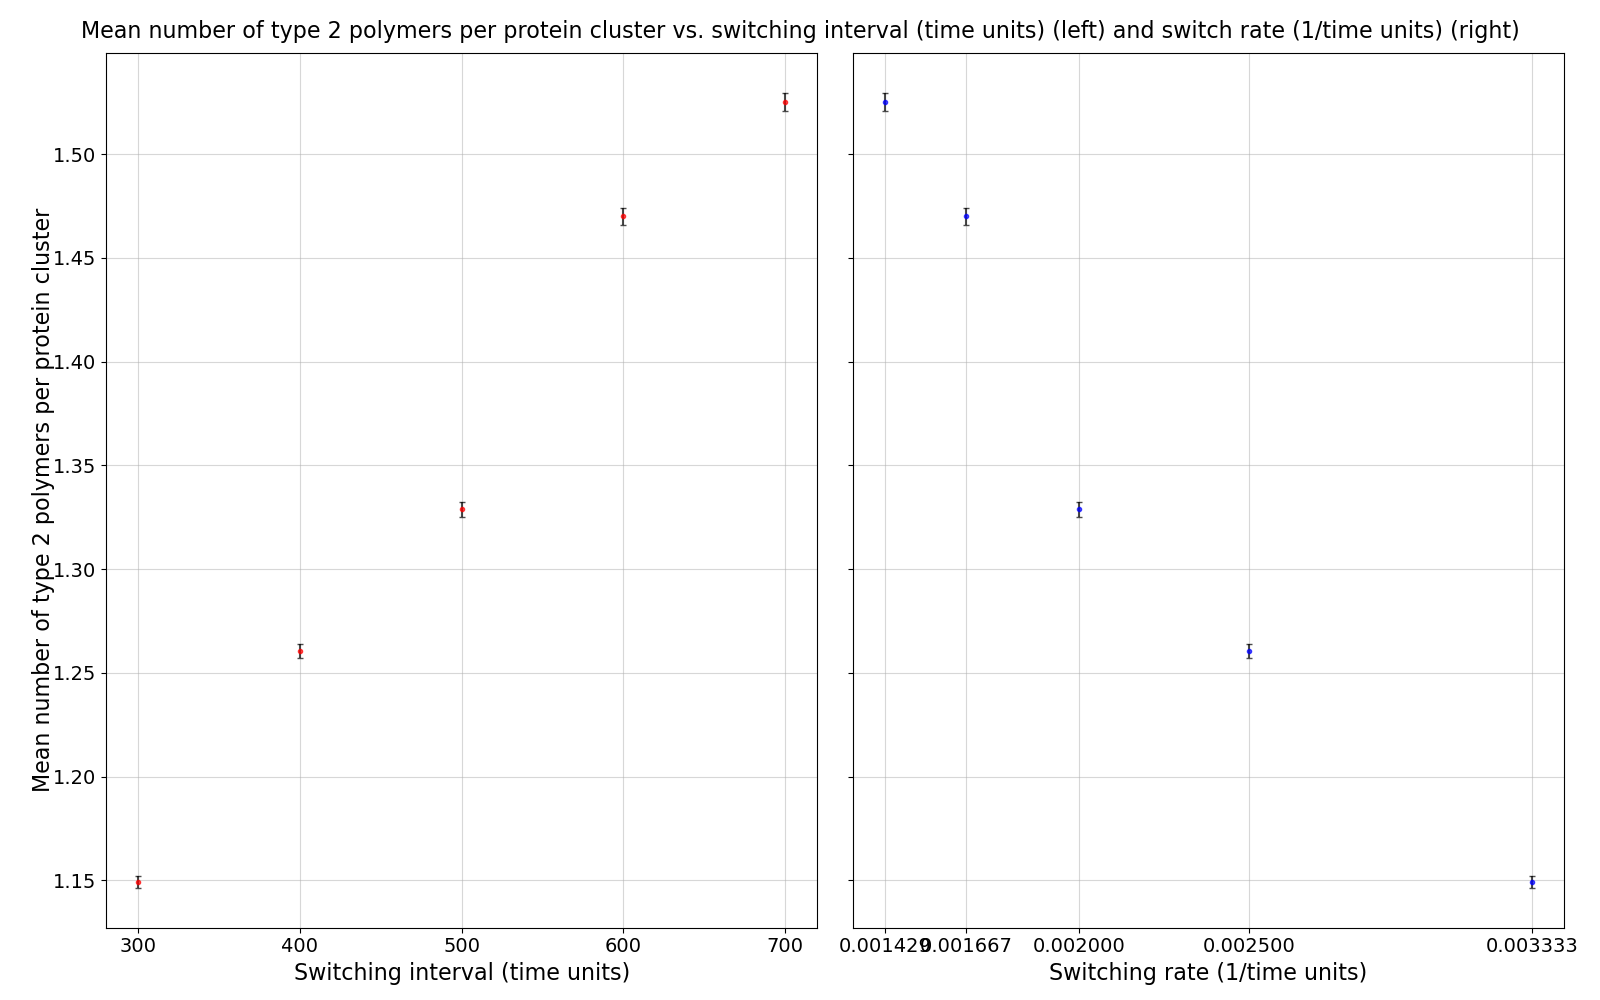 Mean number of type 2 polymers per protein cluster vs. switching interval (time units) (left) and switch rate (1/time units) (right)
Mean number of type 2 polymers per protein cluster
1.50
1.45
1.40
1.35
1.30
1.25
1.20
1.15
300 400 500 600 700
Switching interval (time units)
0.001429 0.001667 0.002000 0.002500 0.003333
Switching rate (1/time units)